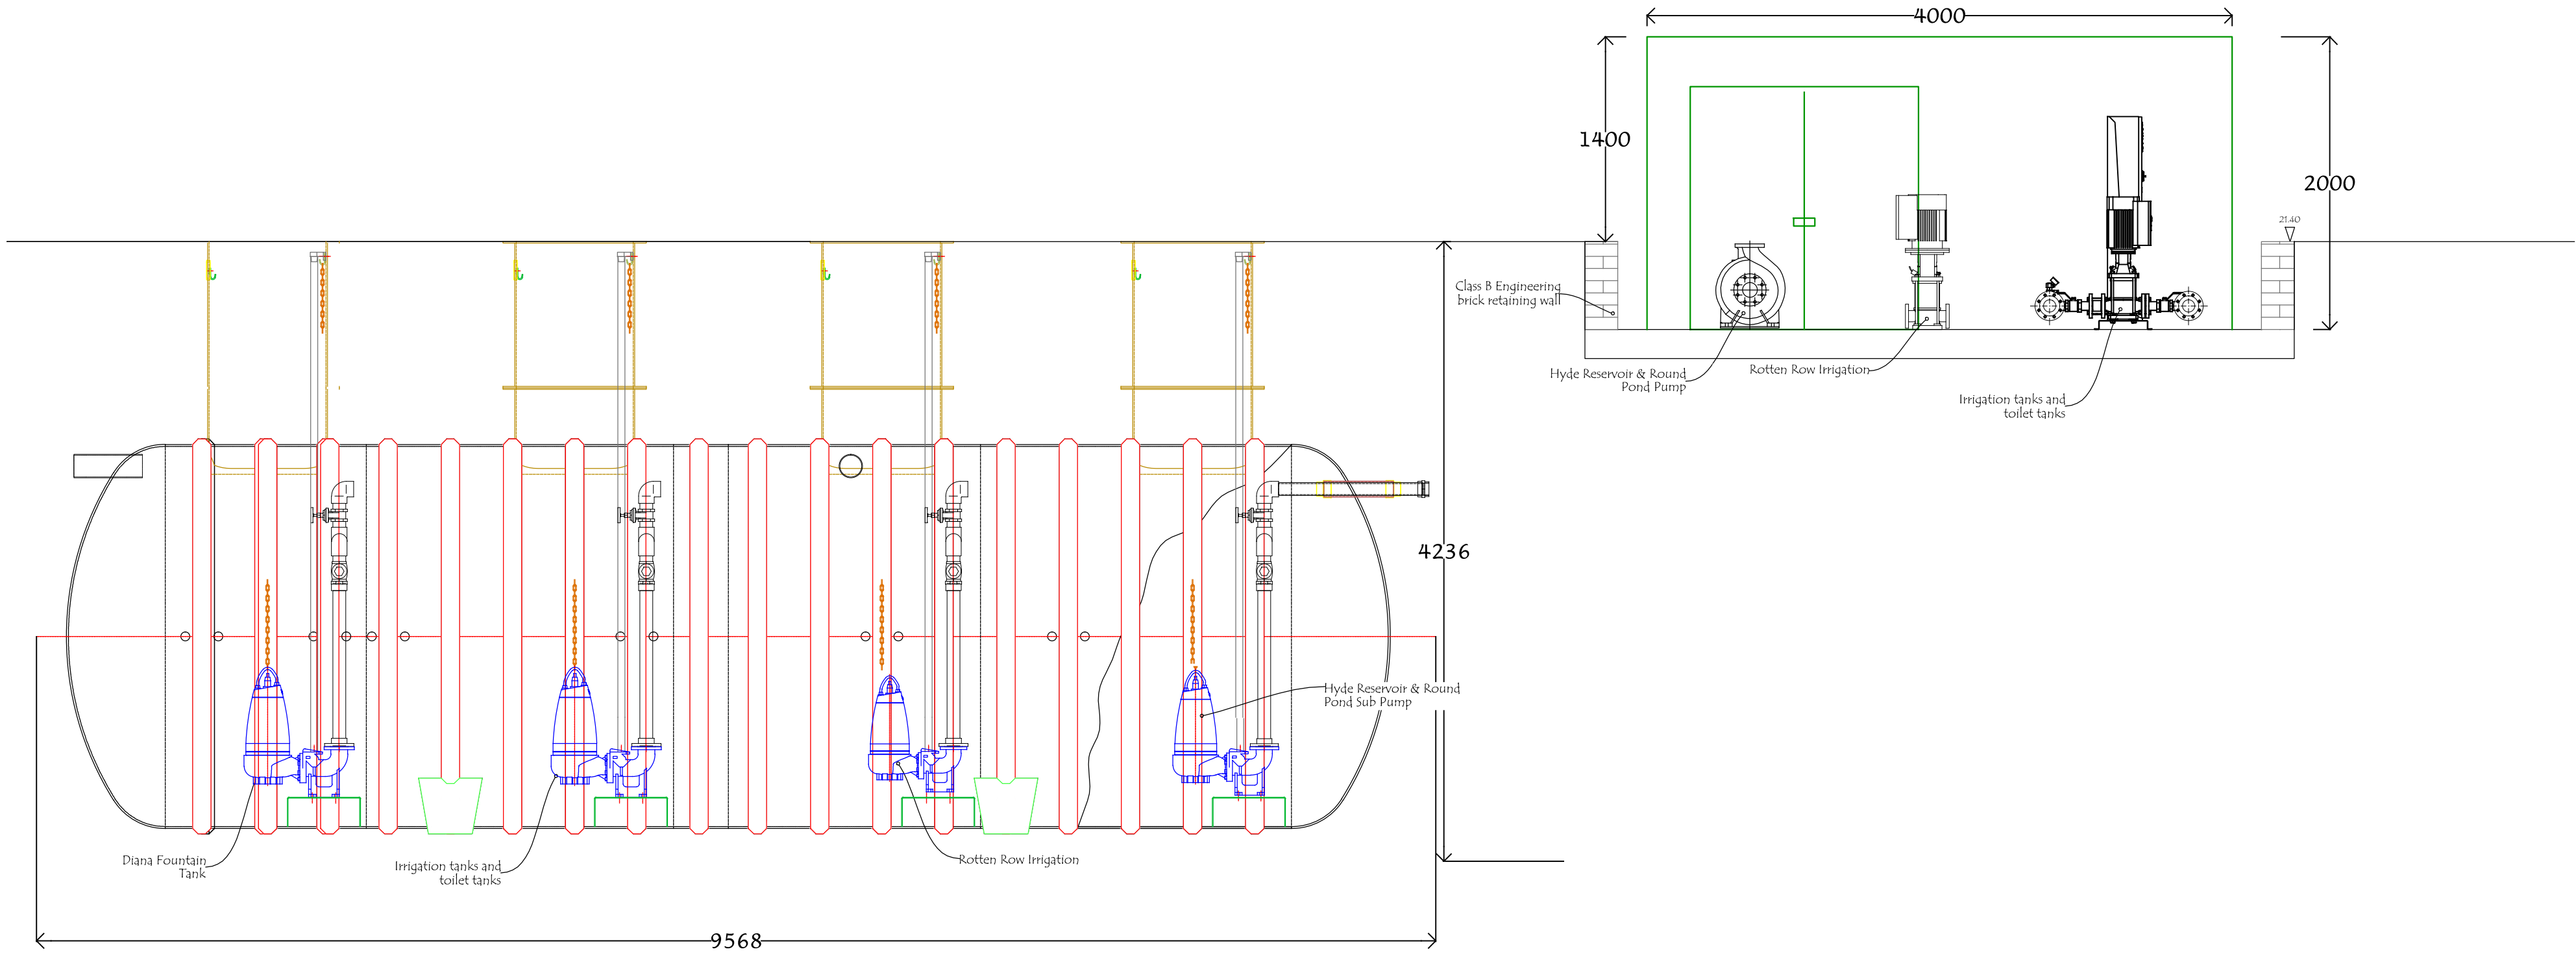 4000
1400
2000
21.40
Class B Engineering
brick retaining wall
Hyde Reservoir & Round
Pond Pump
Rotten Row Irrigation
Irrigation tanks and
toilet tanks
4236
Hyde Reservoir & Round
Pond Sub Pump
Diana Fountain
Tank
Irrigation tanks and
toilet tanks
Rotten Row Irrigation
9568